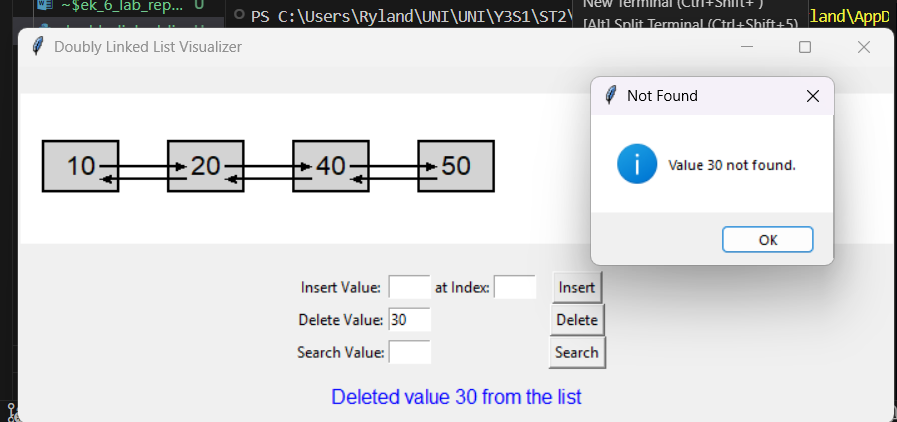 ~$ek_6_lab_rep... U
PS C:\Users\Ryland\UNI\UNI\Y3S1\ST2\
New Terminal (Ctrl+Shift+`)
[Alt] Split Terminal (Ctrl+Shift+5)
land\AppD
Doubly Linked List Visualizer
Not Found
10 20 40 50
Value 30 not found.
OK
Insert Value: at Index: Insert
Delete Value: 30 Delete
Search Value: Search
Deleted value 30 from the list